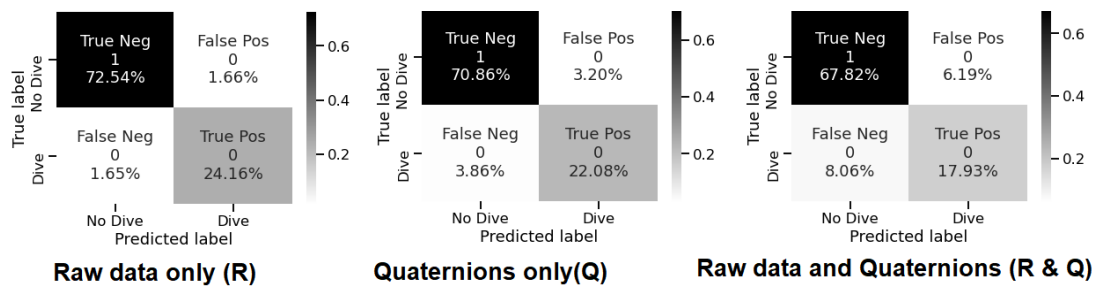 True label
No Dive
Dive
True Neg
1
72.54%
False Pos
0
1.66%
False Neg
0
1.65%
True Pos
0
24.16%
No Dive
Dive
Predicted label
0.6
0.4
0.2
Raw data only (R)
True label
No Dive
Dive
True Neg
1
70.86%
False Pos
0
3.20%
False Neg
0
3.86%
True Pos
0
22.08%
No Dive
Dive
Predicted label
0.6
0.4
0.2
Quaternions only(Q)
True label
No Dive
Dive
True Neg
1
67.82%
False Pos
0
6.19%
False Neg
0
8.06%
True Pos
0
17.93%
No Dive
Dive
Predicted label
0.6
0.4
0.2
Raw data and Quaternions (R & Q)